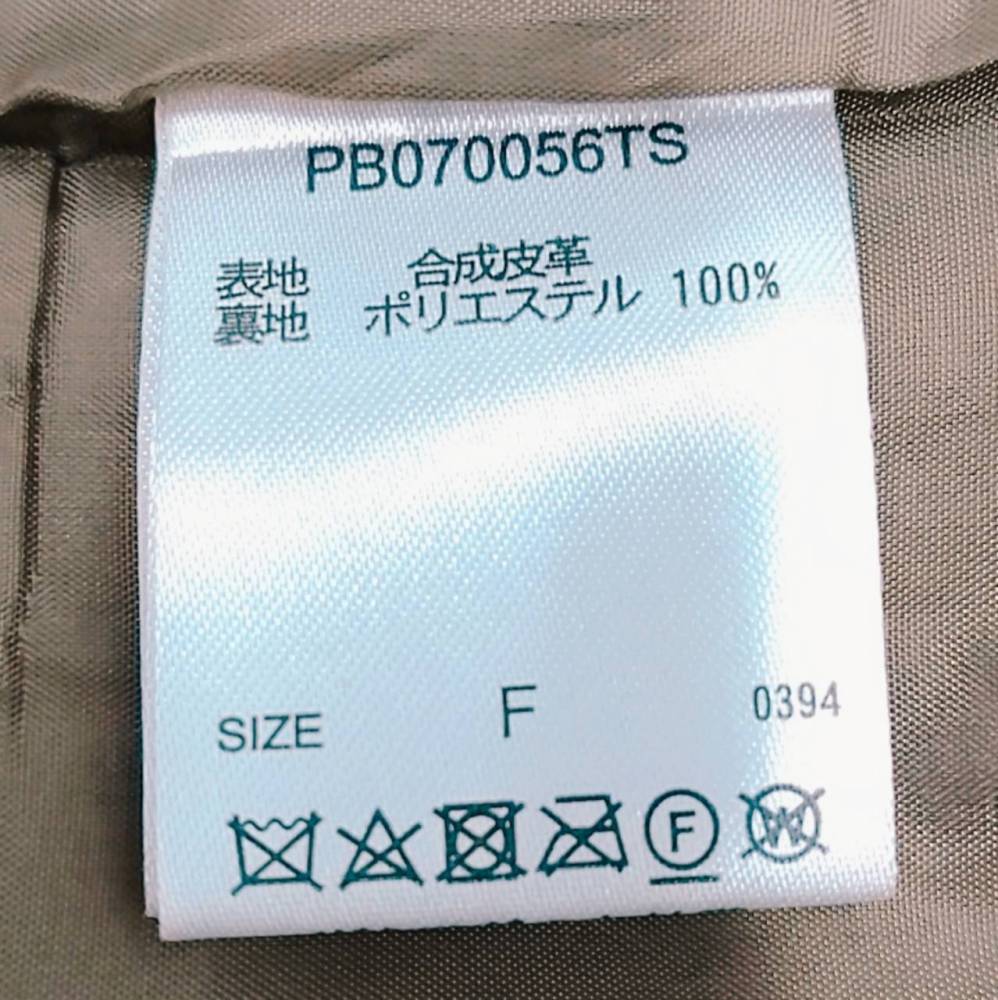 PB070056TS
表地 合成皮革
裏地 ポリエステル 100%
SIZE F 0394
F W